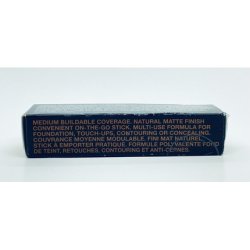 MEDIUM BUILDABLE COVERAGE. NATURAL MATTE FINISH
CONVENIENT ON-THE-GO STICK. MULTI-USE FORMULA FOR
FOUNDATION, TOUCH-UPS, CONTOURING OR CONCEALING.
COUVRANCE MOYENNE MODULABLE. FINI MAT NATUREL
STICK À EMPORTER PRATIQUE. FORMULE POLYVALENTE FOND
DE TEINT, RETOUCHES, CONTOURING ET ANTI-CERNES.